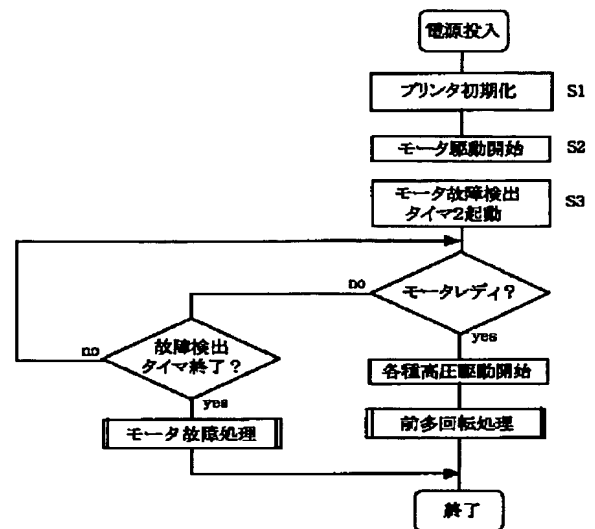 電源投入
プリンタ初期化
S1
モータ駆動開始
S2
モータ故障検出
タイマ2起動
S3
モータレディ?
no
yes
故障検出
タイマ終了?
no
yes
各種高圧駆動開始
モータ故障処理
前多回転処理
終了